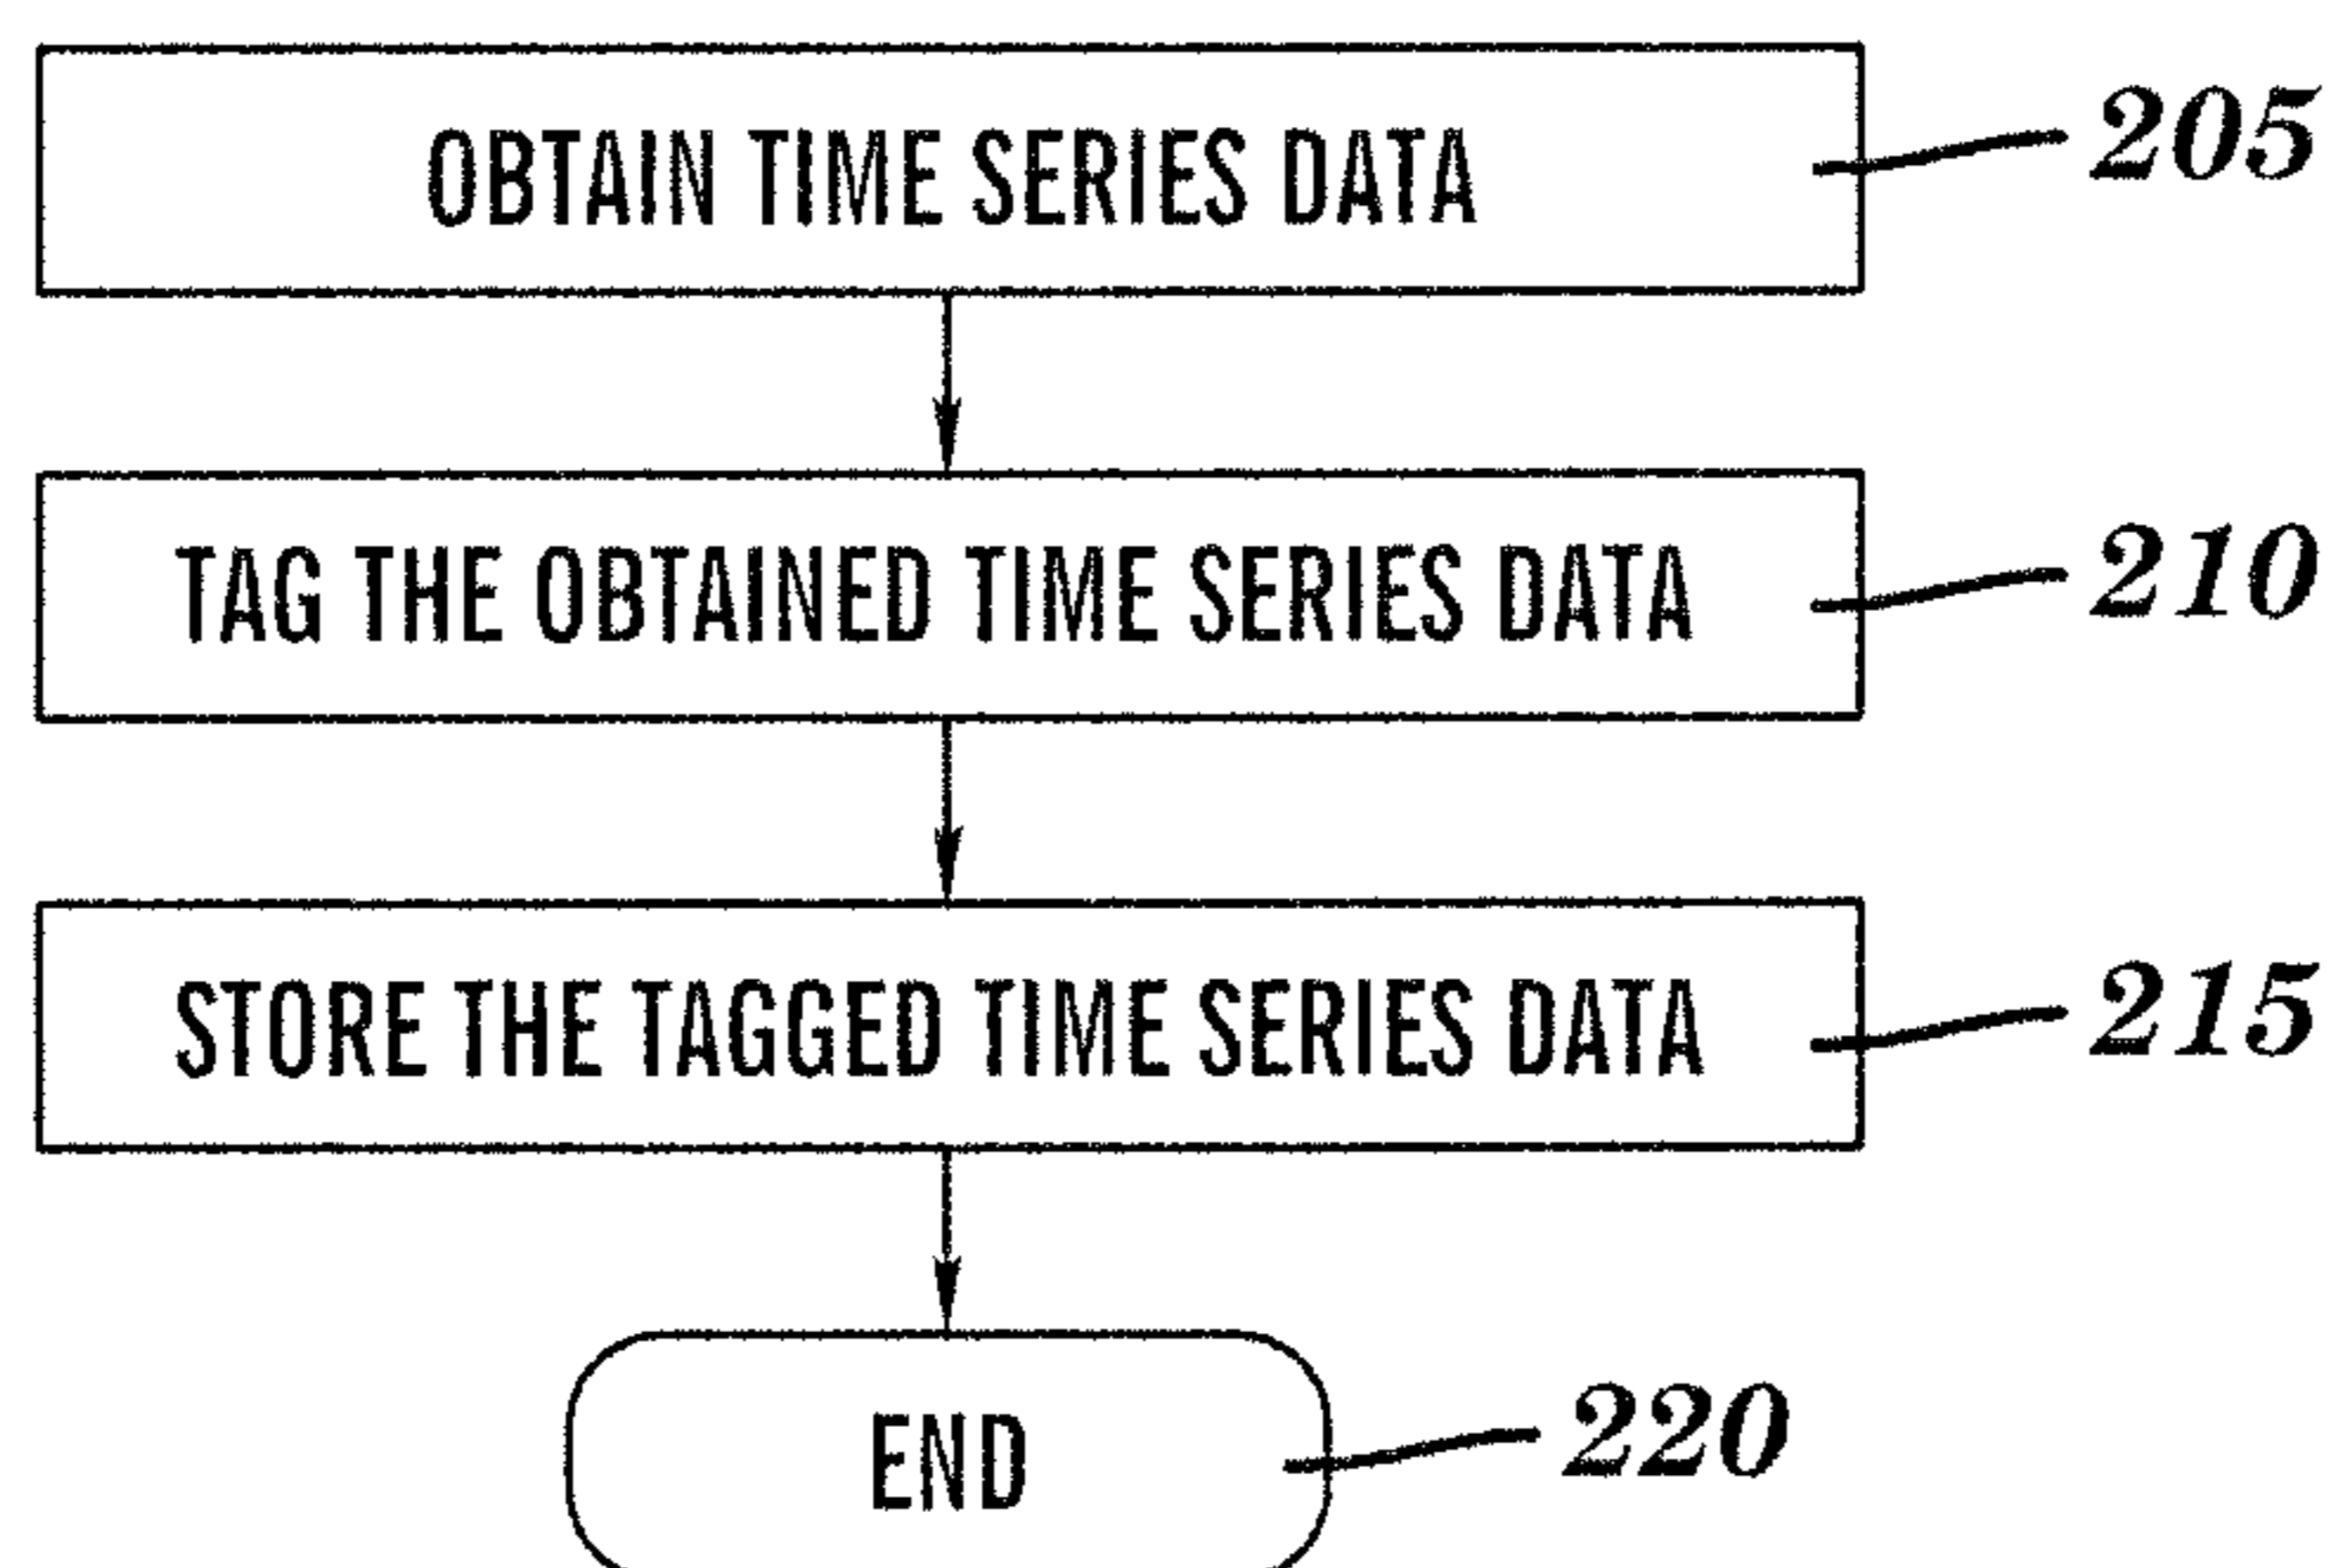 OBTAIN TIME SERIES DATA 205
TAG THE OBTAINED TIME SERIES DATA 210
STORE THE TAGGED TIME SERIES DATA 215
END 220